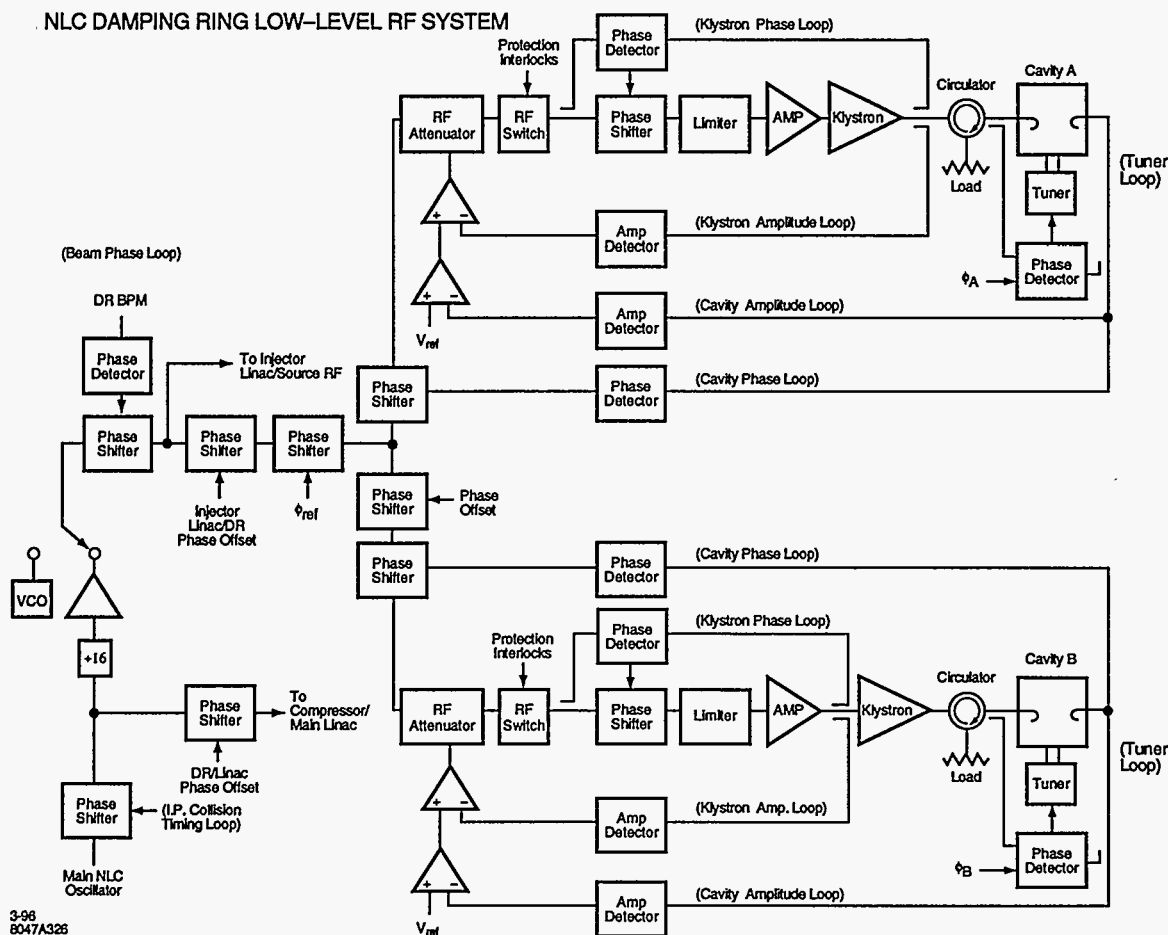 NLC DAMPING RING LOW-LEVEL RF SYSTEM
Protection
Interlocks
Phase
Detector
(Klystron Phase Loop)
RF
Attenuator
RF
Switch
Phase
Shifter
Limiter
AMP
Klystron
Circulator
Cavity A
Load
Tuner
(Tuner
Loop)
+ -
Amp
Detector
(Klystron Amplitude Loop)
Phase
Detector
ϕA
+ -
Vref
Amp
Detector
(Cavity Amplitude Loop)
Phase
Shifter
Phase
Detector
(Cavity Phase Loop)
(Beam Phase Loop)
DR BPM
Phase
Detector
To Injector
Linac/Source RF
Phase
Shifter
Phase
Shifter
Phase
Shifter
Injector
Linac/DR
Phase Offset
ϕref
Phase
Shifter
Phase
Offset
Phase
Shifter
Phase
Detector
(Cavity Phase Loop)
VCO
÷16
Phase
Shifter
To
Compressor/
Main Linac
DR/Linac
Phase Offset
Phase
Shifter
(I.P. Collision
Timing Loop)
Main NLC
Oscillator
Protection
Interlocks
Phase
Detector
(Klystron Phase Loop)
RF
Attenuator
RF
Switch
Phase
Shifter
Limiter
AMP
Klystron
Circulator
Cavity B
Load
Tuner
(Tuner
Loop)
+ -
Amp
Detector
(Klystron Amp. Loop)
Phase
Detector
ϕB
+ -
Vref
Amp
Detector
(Cavity Amplitude Loop)
3-96
8047A326